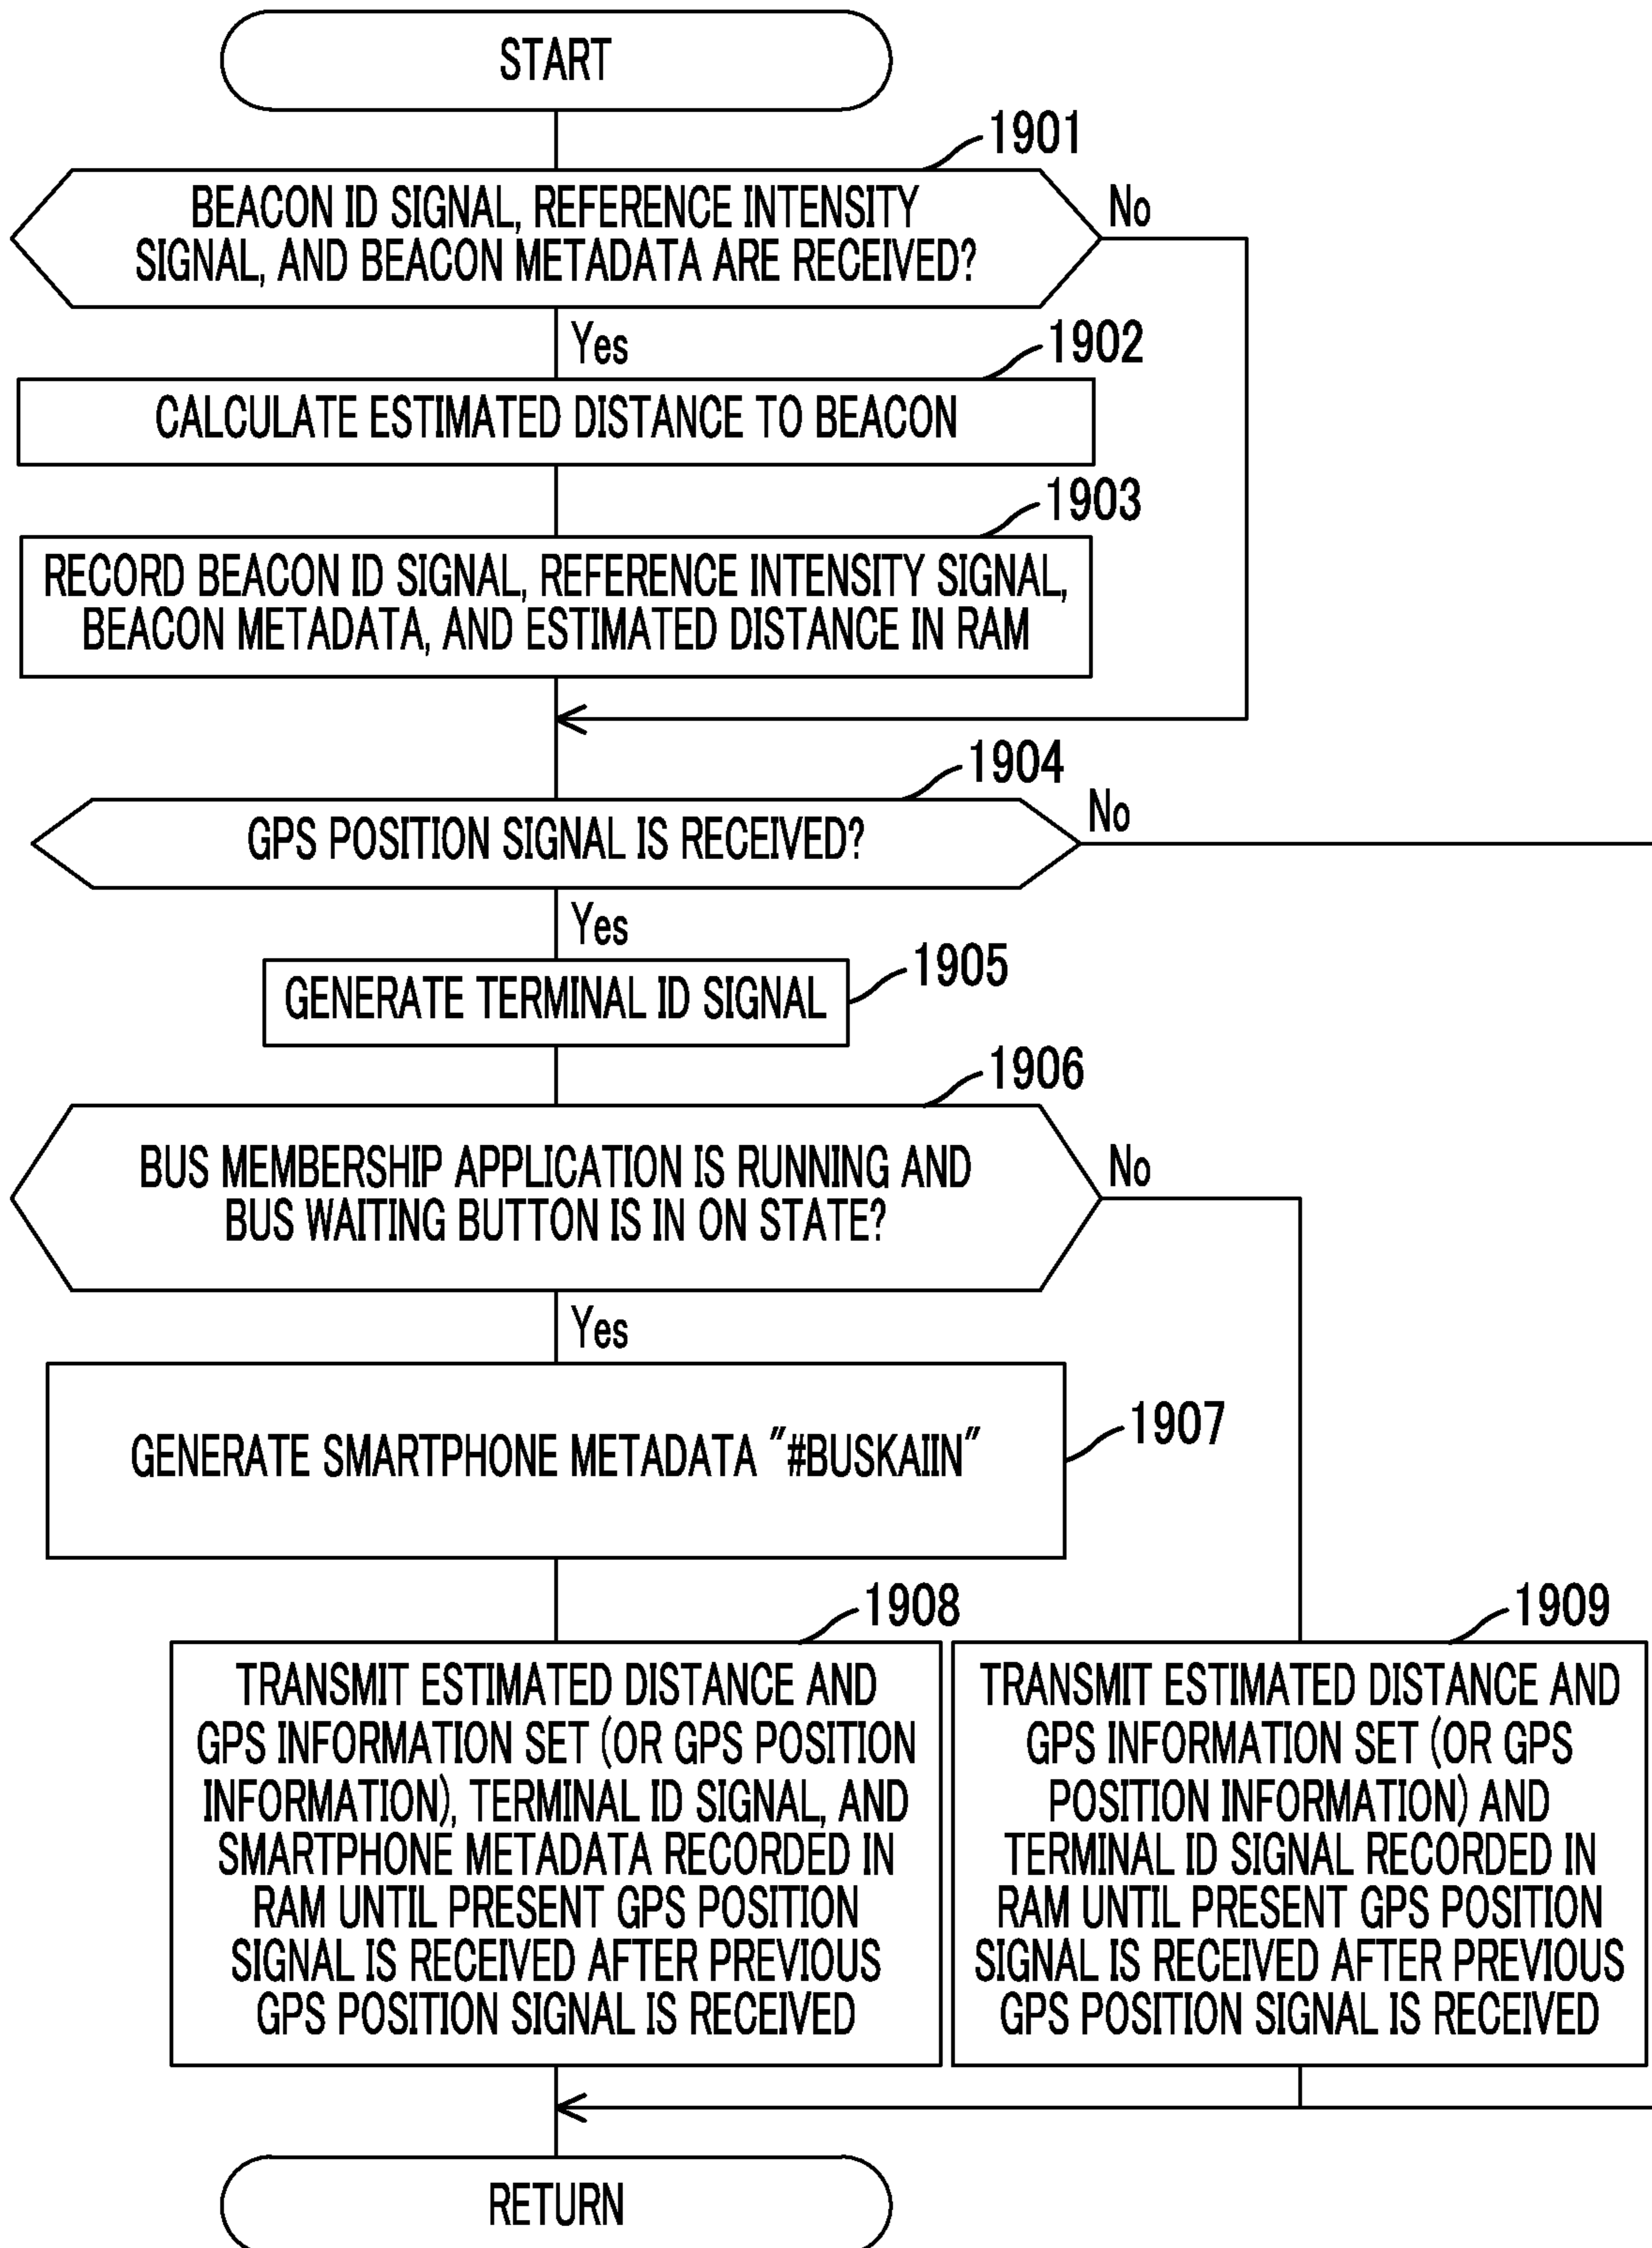 START
1901
BEACON ID SIGNAL, REFERENCE INTENSITY
SIGNAL, AND BEACON METADATA ARE RECEIVED?
No
Yes
1902
CALCULATE ESTIMATED DISTANCE TO BEACON
1903
RECORD BEACON ID SIGNAL, REFERENCE INTENSITY SIGNAL,
BEACON METADATA, AND ESTIMATED DISTANCE IN RAM
1904
GPS POSITION SIGNAL IS RECEIVED?
No
Yes
1905
GENERATE TERMINAL ID SIGNAL
1906
BUS MEMBERSHIP APPLICATION IS RUNNING AND
BUS WAITING BUTTON IS IN ON STATE?
No
Yes
1907
GENERATE SMARTPHONE METADATA "#BUSKAIIN"
1908
TRANSMIT ESTIMATED DISTANCE AND
GPS INFORMATION SET (OR GPS POSITION
INFORMATION), TERMINAL ID SIGNAL, AND
SMARTPHONE METADATA RECORDED IN
RAM UNTIL PRESENT GPS POSITION
SIGNAL IS RECEIVED AFTER PREVIOUS
GPS POSITION SIGNAL IS RECEIVED
1909
TRANSMIT ESTIMATED DISTANCE AND
GPS INFORMATION SET (OR GPS
POSITION INFORMATION) AND
TERMINAL ID SIGNAL RECORDED IN
RAM UNTIL PRESENT GPS POSITION
SIGNAL IS RECEIVED AFTER PREVIOUS
GPS POSITION SIGNAL IS RECEIVED
RETURN